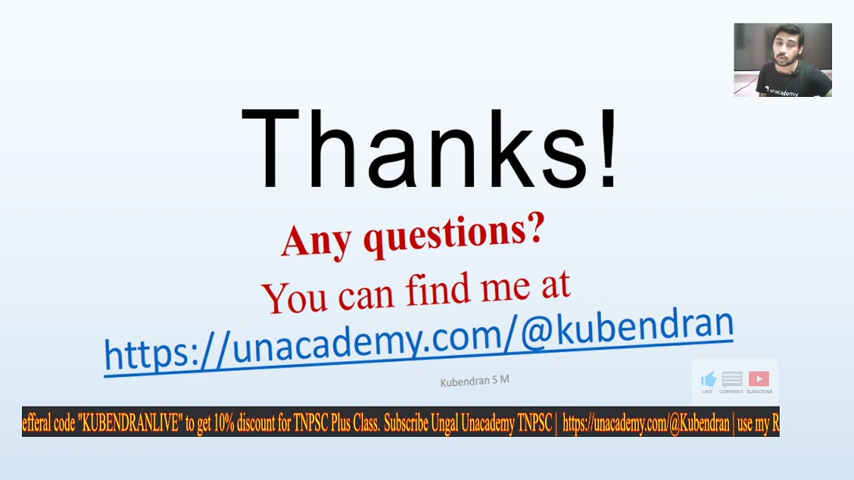 unacademy
Thanks!
Any questions?
You can find me at
https://unacademy.com/@kubendran
Kubendran S M
LIKE COMMENT SUBSCRIBE
efferal code "KUBENDRANLIVE" to get 10% discount for TNPSC Plus Class. Subscribe Ungal Unacademy TNPSC | https://unacademy.com/@Kubendran | use my R